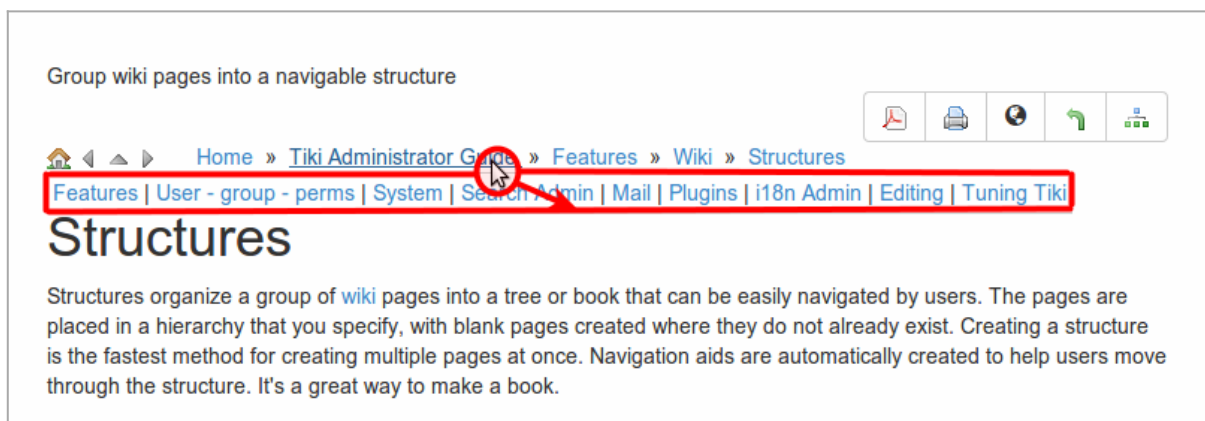 Group wiki pages into a navigable structure
Home » Tiki Administrator Guide » Features » Wiki » Structures
Features | User - group - perms | System | Search Admin | Mail | Plugins | i18n Admin | Editing | Tuning Tiki
Structures
Structures organize a group of wiki pages into a tree or book that can be easily navigated by users. The pages are
placed in a hierarchy that you specify, with blank pages created where they do not already exist. Creating a structure
is the fastest method for creating multiple pages at once. Navigation aids are automatically created to help users move
through the structure. It's a great way to make a book.